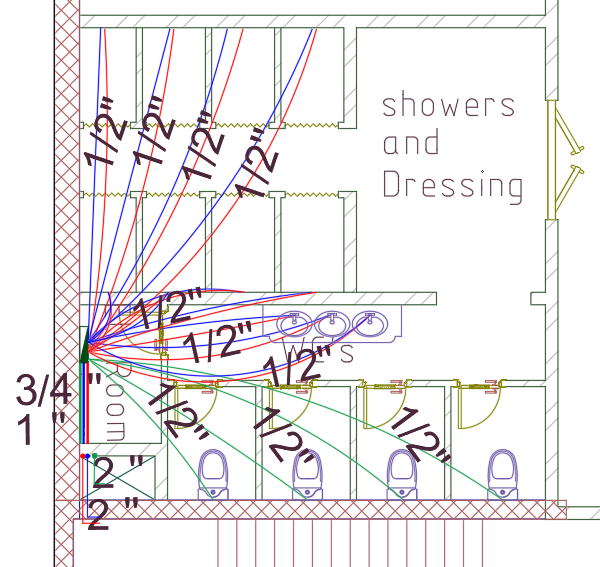 showers
and
Dressing
1/2"
1/2"
1/2"
1/2"
1/2"
1/2"
1/2"
WC's
Room
3/4 "
1 "
1/2"
1/2"
1/2"
2 "
2 "